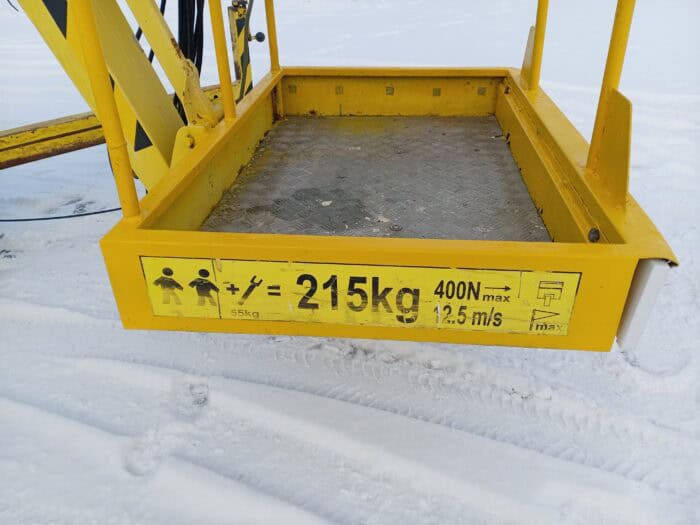 + = 215kg
55kg
400N max
12.5 m/s
max